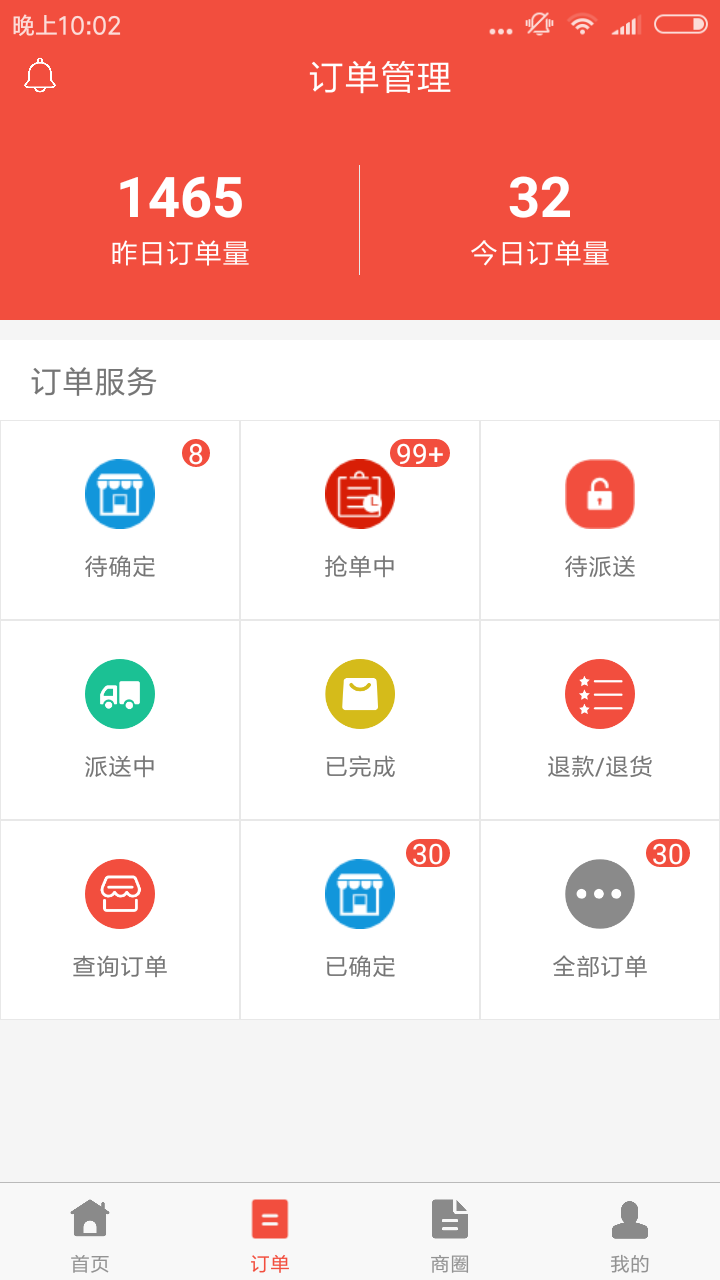 晚上10:02
订单管理
1465
32
昨日订单量
今日订单量
订单服务
8
99+
待确定
抢单中
待派送
派送中
已完成
退款/退货
30
30
查询订单
已确定
全部订单
首页
订单
商圈
我的